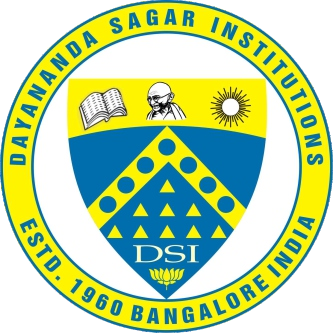 DAYANANDA SAGAR INSTITUTIONS
DSI
ESTD. 1960 BANGALORE INDIA